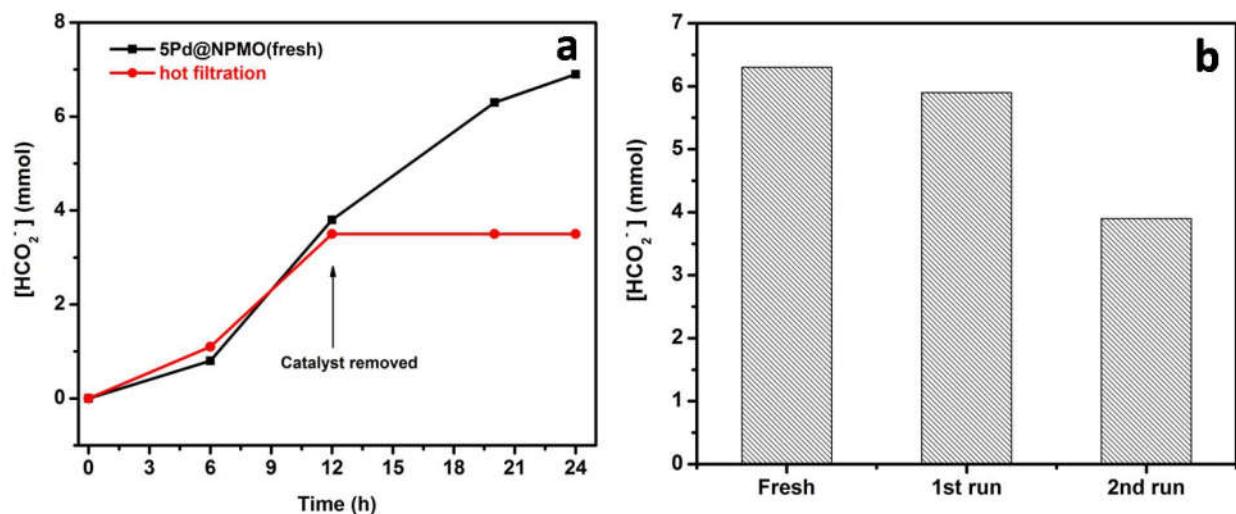 a
5Pd@NPMO(fresh)
hot filtration
[HCO₂⁻] (mmol)
8
6
4
2
0
Catalyst removed
0 3 6 9 12 15 18 21 24
Time (h)
b
[HCO₂⁻] (mmol)
7
6
5
4
3
2
1
0
Fresh 1st run 2nd run